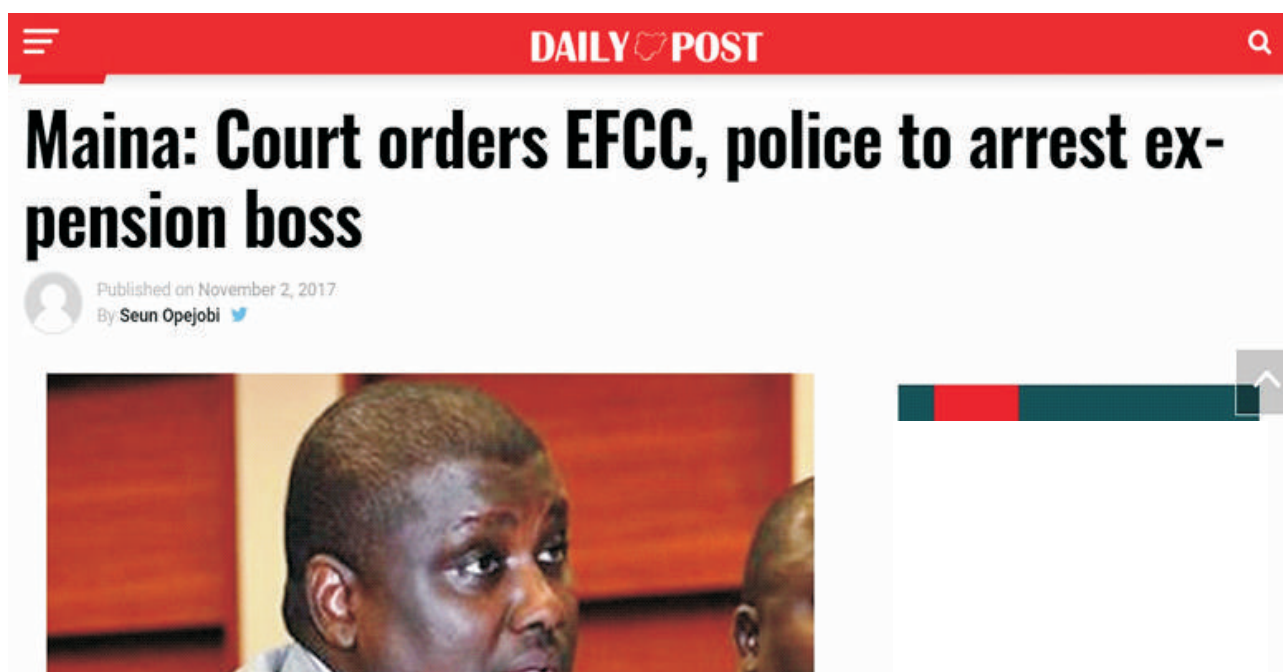 DAILY POST
Maina: Court orders EFCC, police to arrest ex-
pension boss
Published on November 2, 2017
By Seun Opejobi